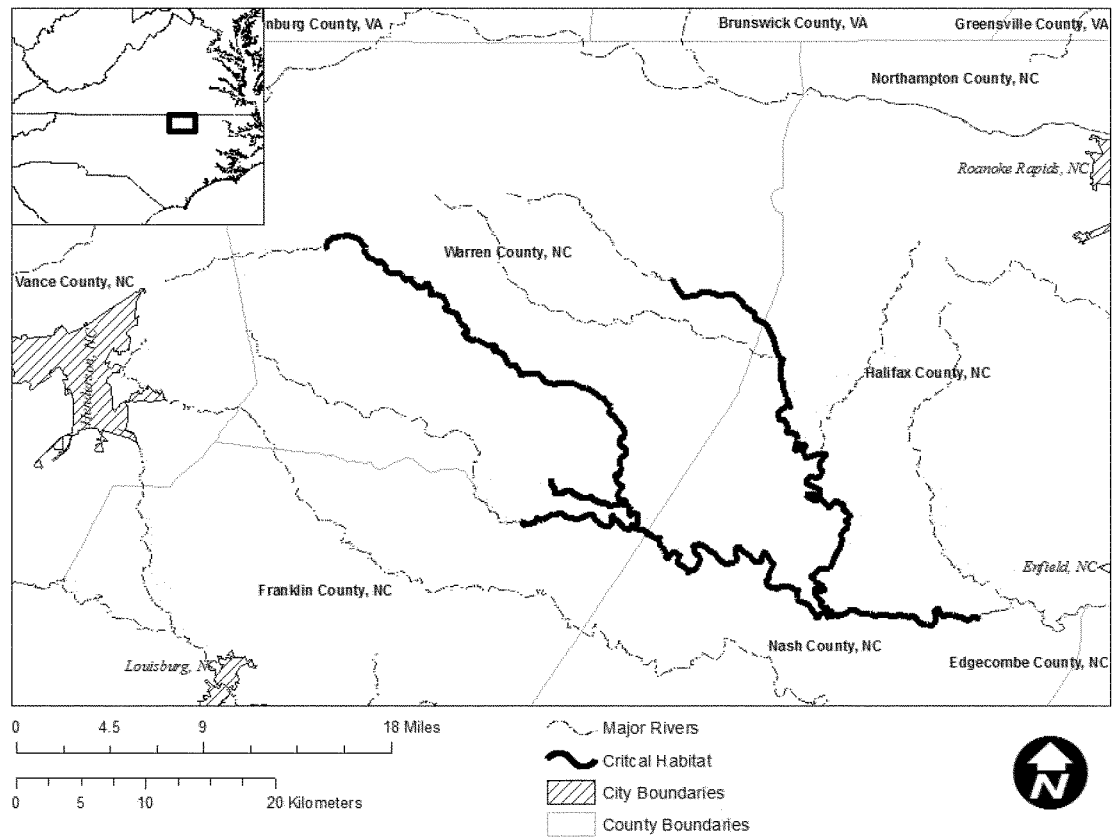 nburg County, VA
Brunswick County, VA
Greensville County, VA
Northampton County, NC
Roanoke Rapids, NC
Warren County, NC
Vance County, NC
Henderson, NC
Halifax County, NC
Enfield, NC
Franklin County, NC
Nash County, NC
Louisburg, NC
Edgecombe County, NC
0 4.5 9 18 Miles
0 5 10 20 Kilometers
Major Rivers
Critcal Habitat
City Boundaries
County Boundaries
N